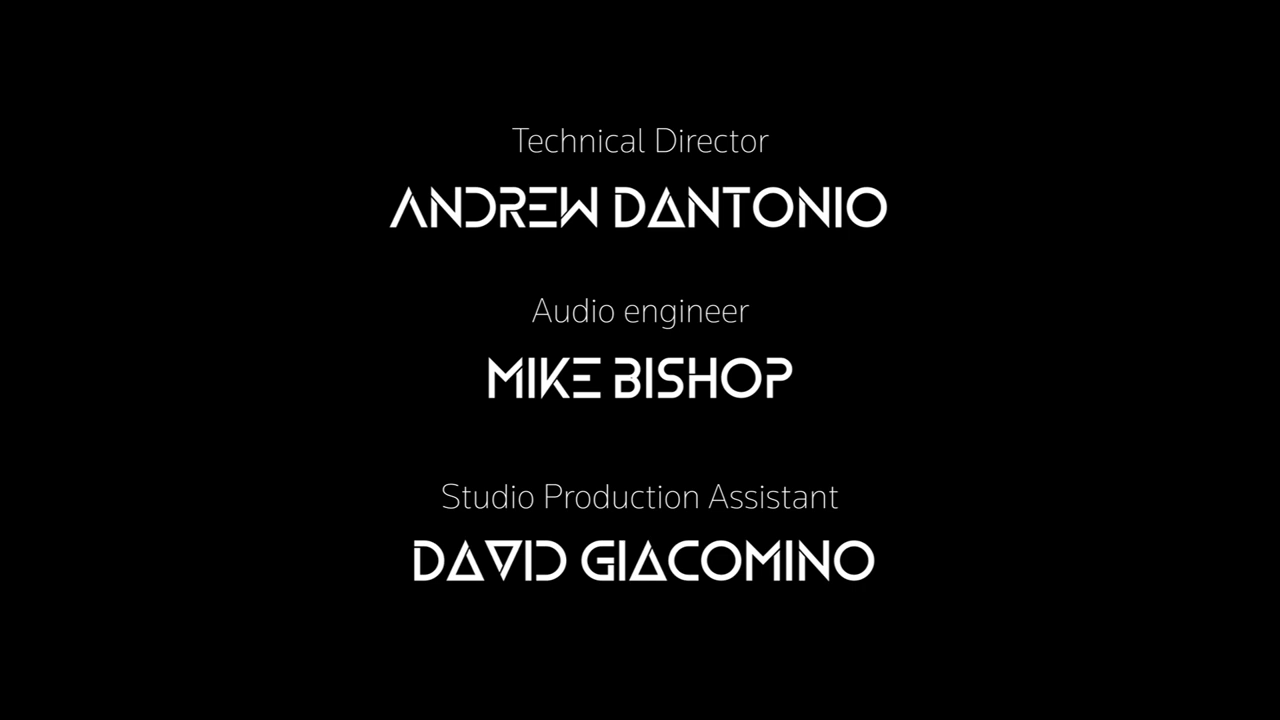 Technical Director
ANDREW DANTONIO
Audio engineer
MIKE BISHOP
Studio Production Assistant
DAVID GIACOMINO